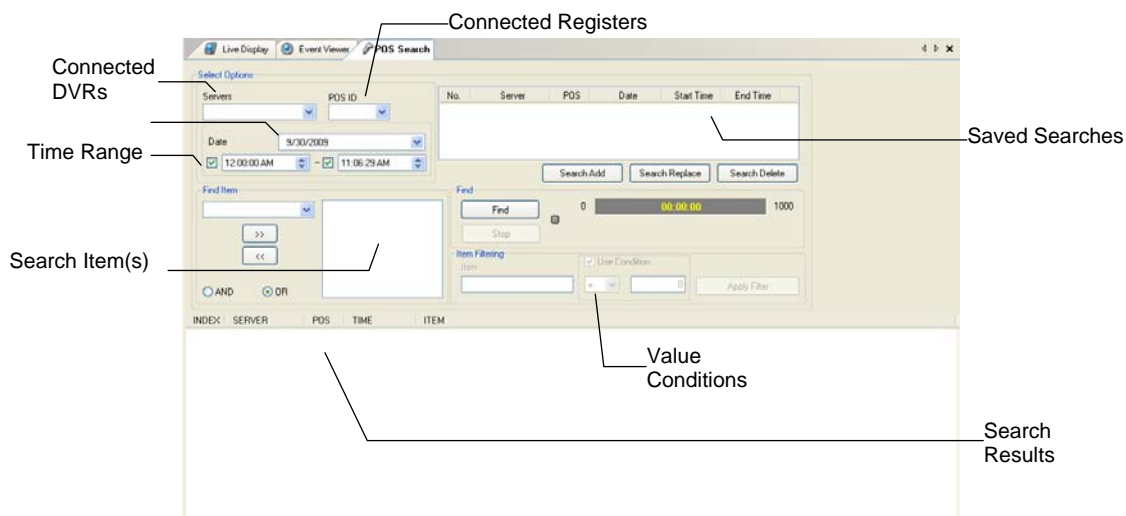 Connected Registers
Live Display Event Viewer POS Search
Connected
DVRs
Select Options
Servers POS ID
No. Server POS Date Start Time End Time
Date 9/30/2009
Saved Searches
Time Range
12:00:00 AM - 11:06:29 AM
Search Add Search Replace Search Delete
Find Item
Find
Find 0 00:00:00 1000
>>
Stop
<<
Search Item(s)
Item Filtering
Item
Use Condition
= 0 Apply Filter
AND OR
INDEX SERVER POS TIME ITEM
Value
Conditions
Search
Results